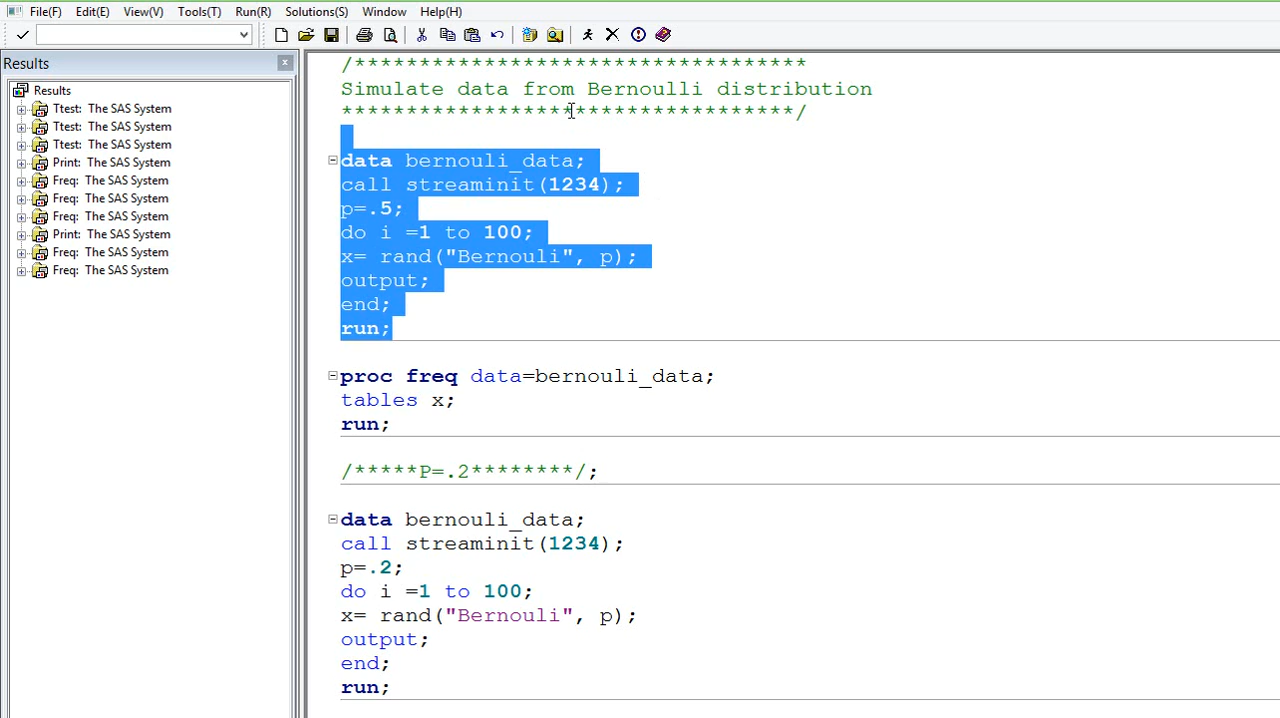 File(F) Edit(E) View(V) Tools(T) Run(R) Solutions(S) Window Help(H)
Results
Results
Ttest: The SAS System
Ttest: The SAS System
Ttest: The SAS System
Print: The SAS System
Freq: The SAS System
Freq: The SAS System
Freq: The SAS System
Print: The SAS System
Freq: The SAS System
Freq: The SAS System
/***********************************
Simulate data from Bernoulli distribution
***********************************/
data bernouli_data;
call streaminit(1234);
p=.5;
do i =1 to 100;
x= rand("Bernouli", p);
output;
end;
run;
proc freq data=bernouli_data;
tables x;
run;
/*****P=.2********/;
data bernouli_data;
call streaminit(1234);
p=.2;
do i =1 to 100;
x= rand("Bernouli", p);
output;
end;
run;